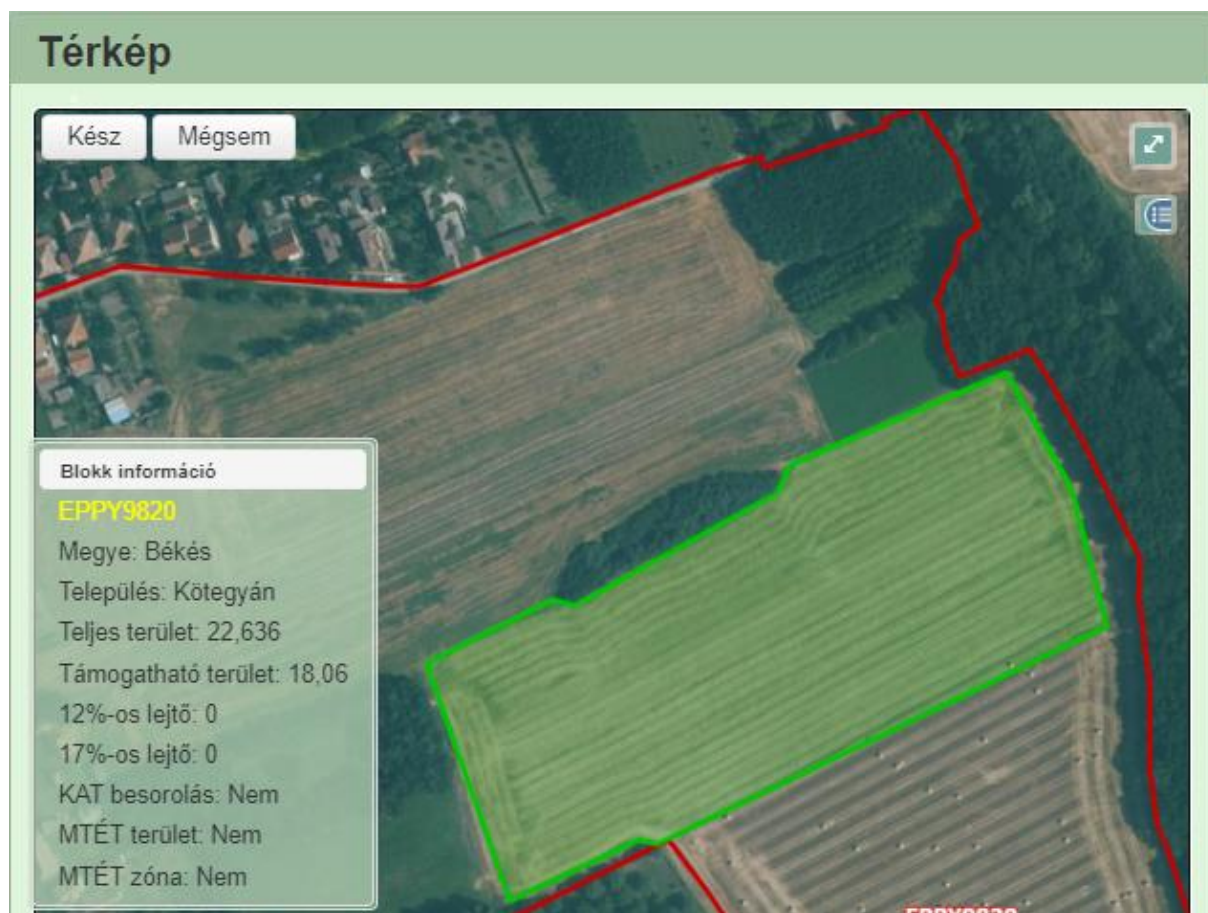 Térkép
Kész Mégsem
Blokk információ
EPPY9820
Megye: Békés
Település: Kötegyán
Teljes terület: 22,636
Támogatható terület: 18,06
12%-os lejtő: 0
17%-os lejtő: 0
KAT besorolás: Nem
MTÉT terület: Nem
MTÉT zóna: Nem